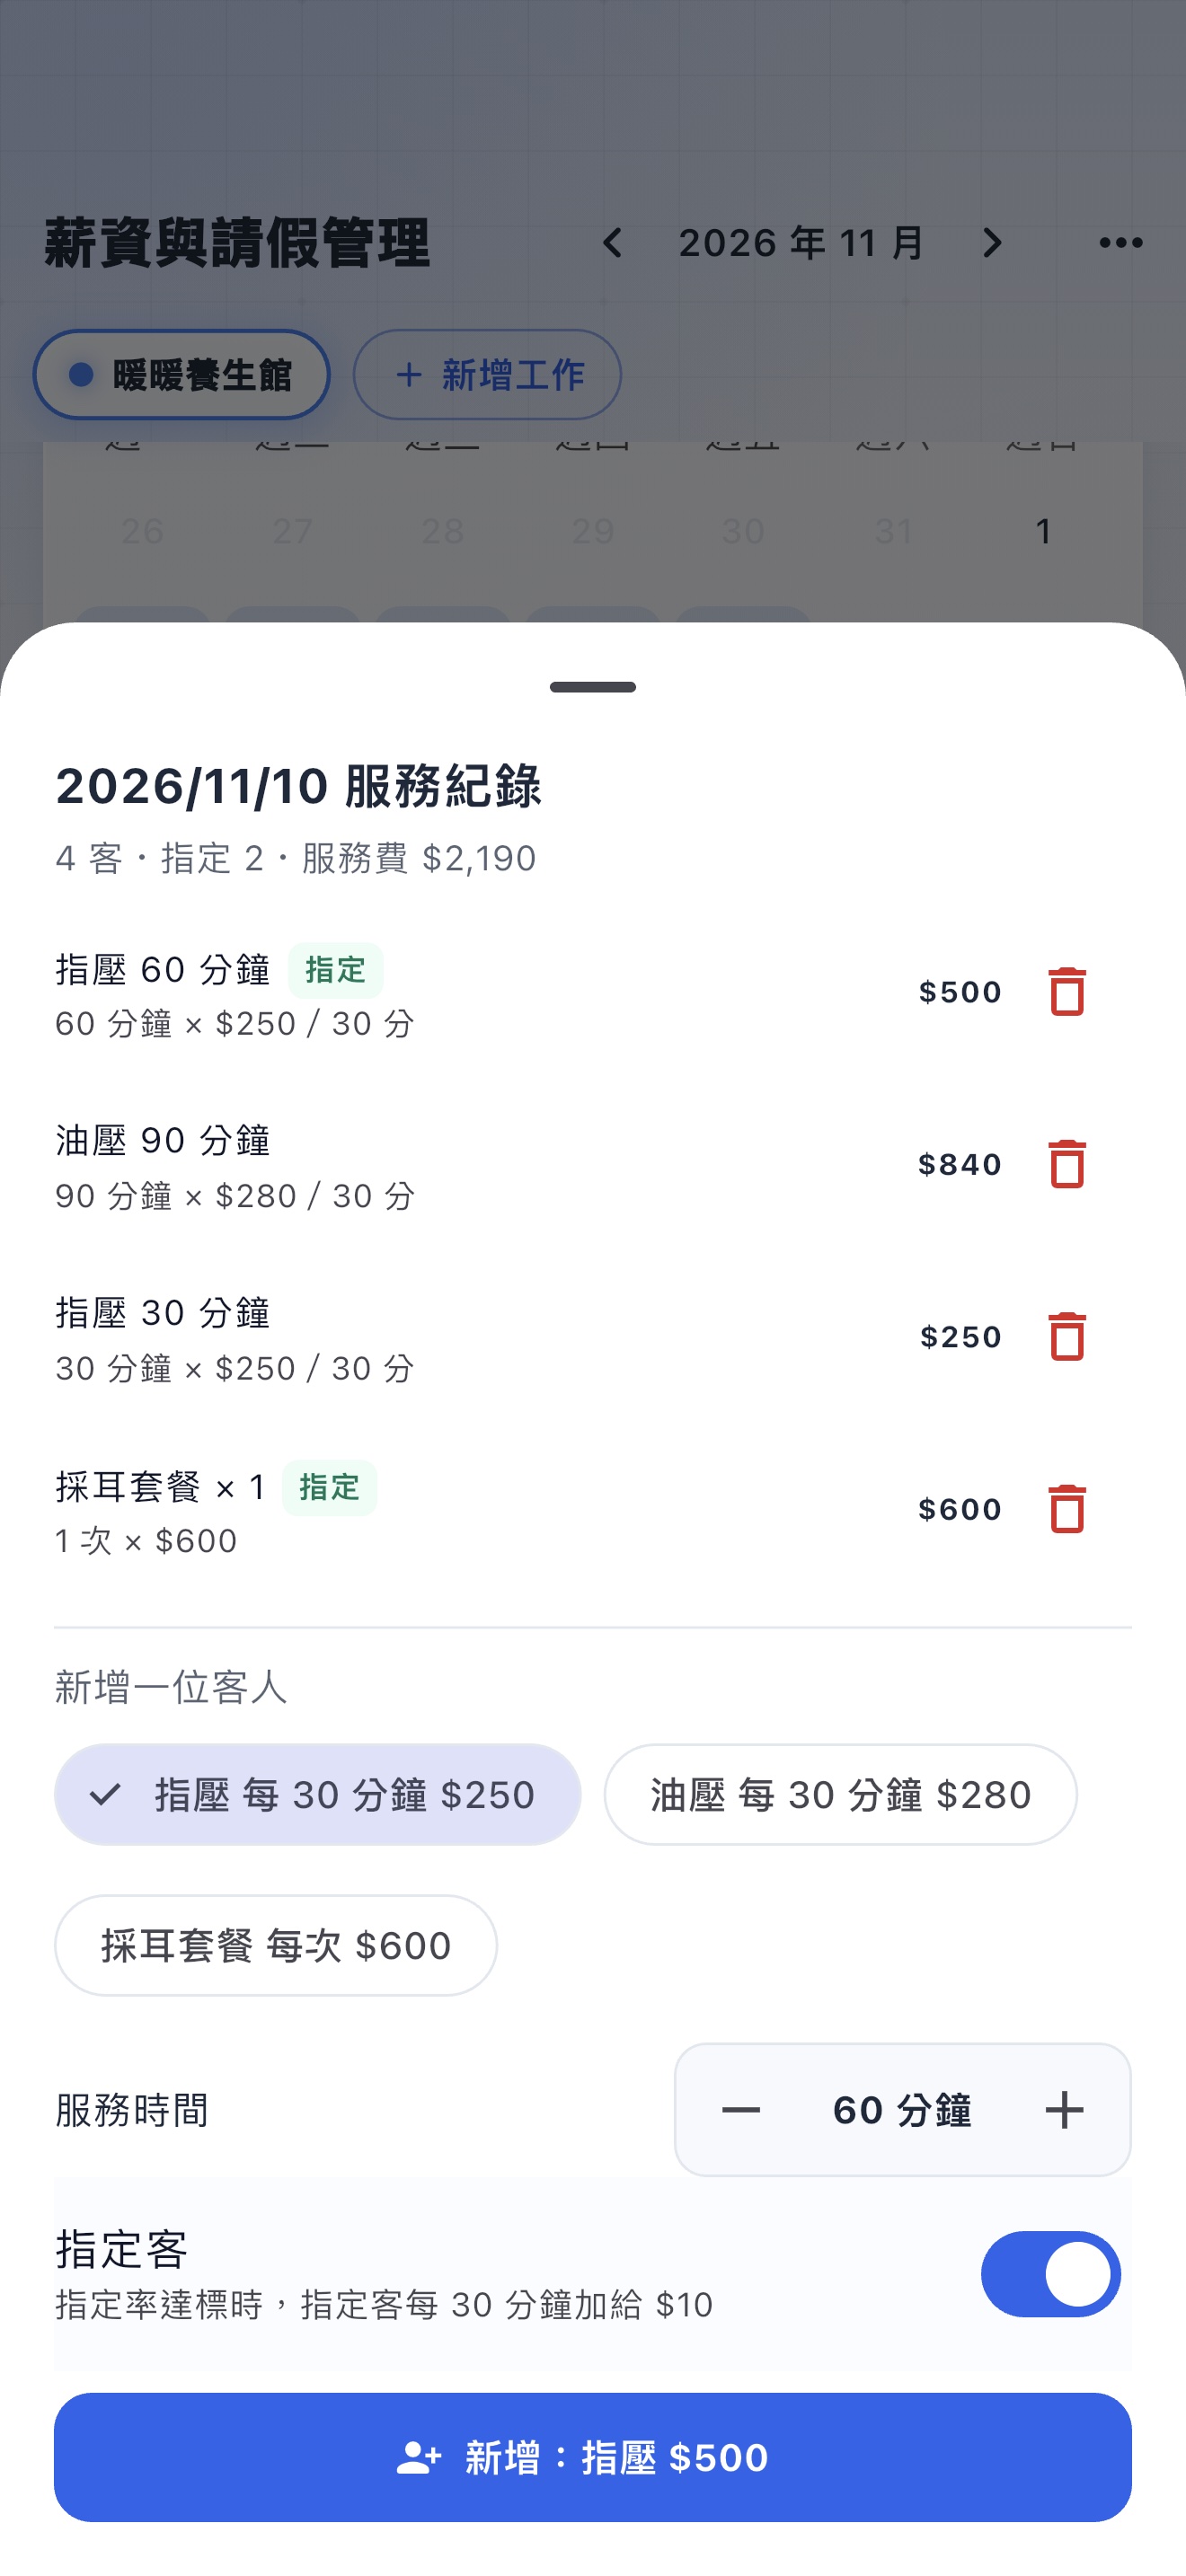 薪資與請假管理
2026 年 11 月
暖暖養生館
+ 新增工作
26 27 28 29 30 31 1
2026/11/10 服務紀錄
4 客・指定 2・服務費 $2,190
指壓 60 分鐘 指定
$500
60 分鐘 × $250 / 30 分
油壓 90 分鐘
$840
90 分鐘 × $280 / 30 分
指壓 30 分鐘
$250
30 分鐘 × $250 / 30 分
採耳套餐 × 1 指定
$600
1 次 × $600
新增一位客人
指壓 每 30 分鐘 $250
油壓 每 30 分鐘 $280
採耳套餐 每次 $600
服務時間
60 分鐘
指定客
指定率達標時，指定客每 30 分鐘加給 $10
新增：指壓 $500